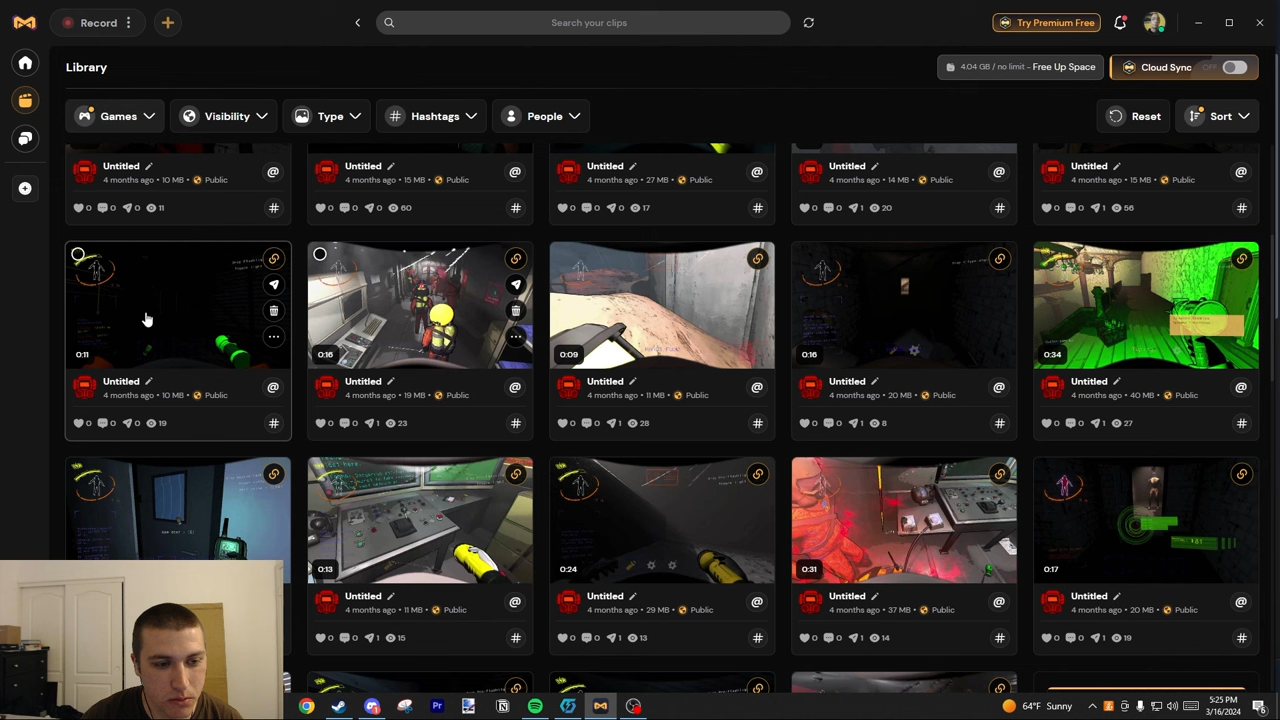 Record
Search your clips
Try Premium Free
Library
4.04 GB / no limit - Free Up Space
Cloud Sync OFF
Games
Visibility
Type
Hashtags
People
Reset
Sort
Untitled
4 months ago • 10 MB • Public
0 0 0 11
Untitled
4 months ago • 15 MB • Public
0 0 0 60
Untitled
4 months ago • 27 MB • Public
0 0 0 17
Untitled
4 months ago • 14 MB • Public
0 0 1 20
Untitled
4 months ago • 15 MB • Public
0 0 1 56
0:11
Untitled
4 months ago • 10 MB • Public
0 0 0 19
0:16
Untitled
4 months ago • 19 MB • Public
0 0 1 23
0:09
Untitled
4 months ago • 11 MB • Public
0 0 1 28
0:16
Untitled
4 months ago • 20 MB • Public
0 0 1 8
0:34
Untitled
4 months ago • 40 MB • Public
0 0 1 27
0:13
Untitled
4 months ago • 11 MB • Public
0 0 1 15
0:24
Untitled
4 months ago • 29 MB • Public
0 0 1 13
0:31
Untitled
4 months ago • 37 MB • Public
0 0 1 14
0:17
Untitled
4 months ago • 20 MB • Public
0 0 1 19
64°F Sunny
5:25 PM
3/16/2024